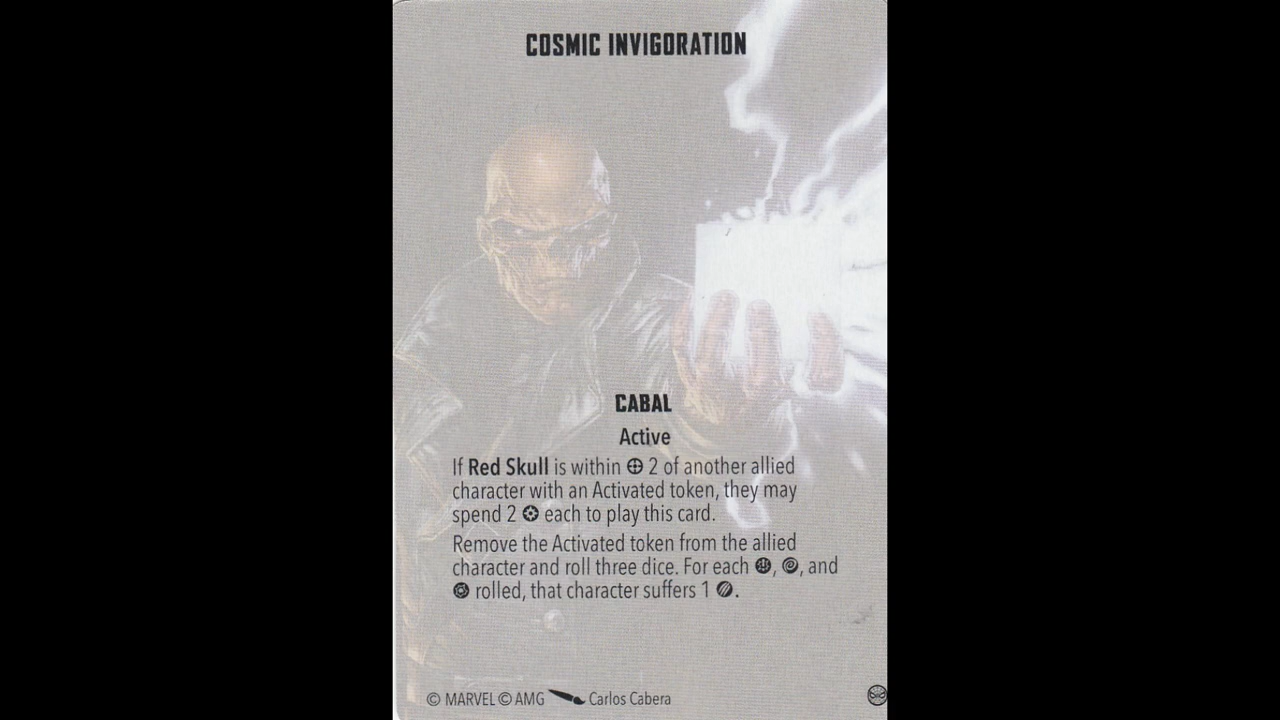 COSMIC INVIGORATION
CABAL
Active
If Red Skull is within 2 of another allied
character with an Activated token, they may
spend 2 each to play this card.
Remove the Activated token from the allied
character and roll three dice. For each , , and
rolled, that character suffers 1 .
© MARVEL © AMG Carlos Cabera